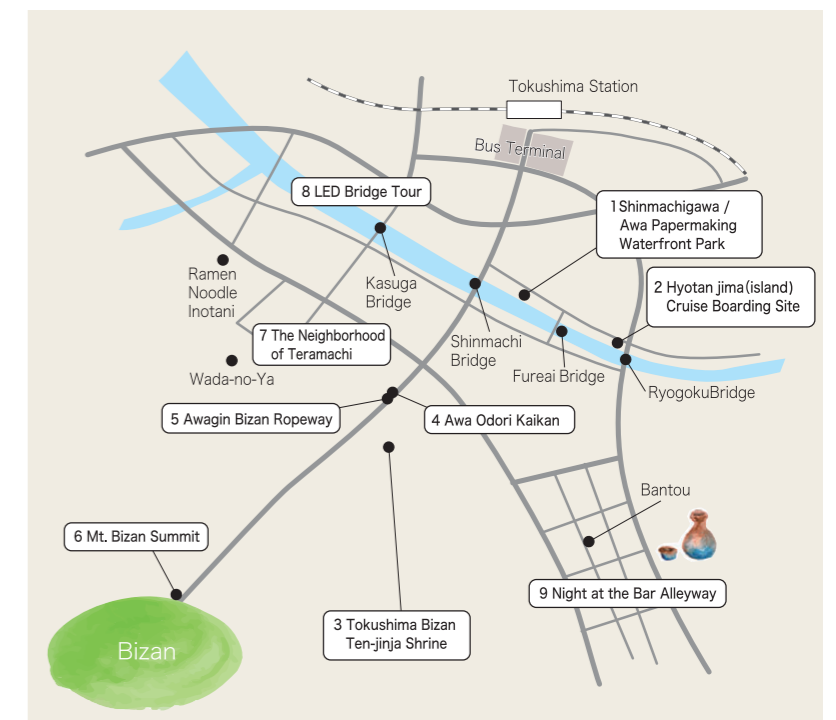 Tokushima Station
Bus Terminal
8 LED Bridge Tour
1 Shinmachigawa /
Awa Papermaking
Waterfront Park
Ramen
Noodle
Inotani
Kasuga
Bridge
2 Hyotan jima(island)
Cruise Boarding Site
7 The Neighborhood
of Teramachi
Shinmachi
Bridge
Fureai Bridge
RyogokuBridge
Wada-no-Ya
5 Awagin Bizan Ropeway
4 Awa Odori Kaikan
Bantou
6 Mt. Bizan Summit
9 Night at the Bar Alleyway
3 Tokushima Bizan
Ten-jinja Shrine
Bizan